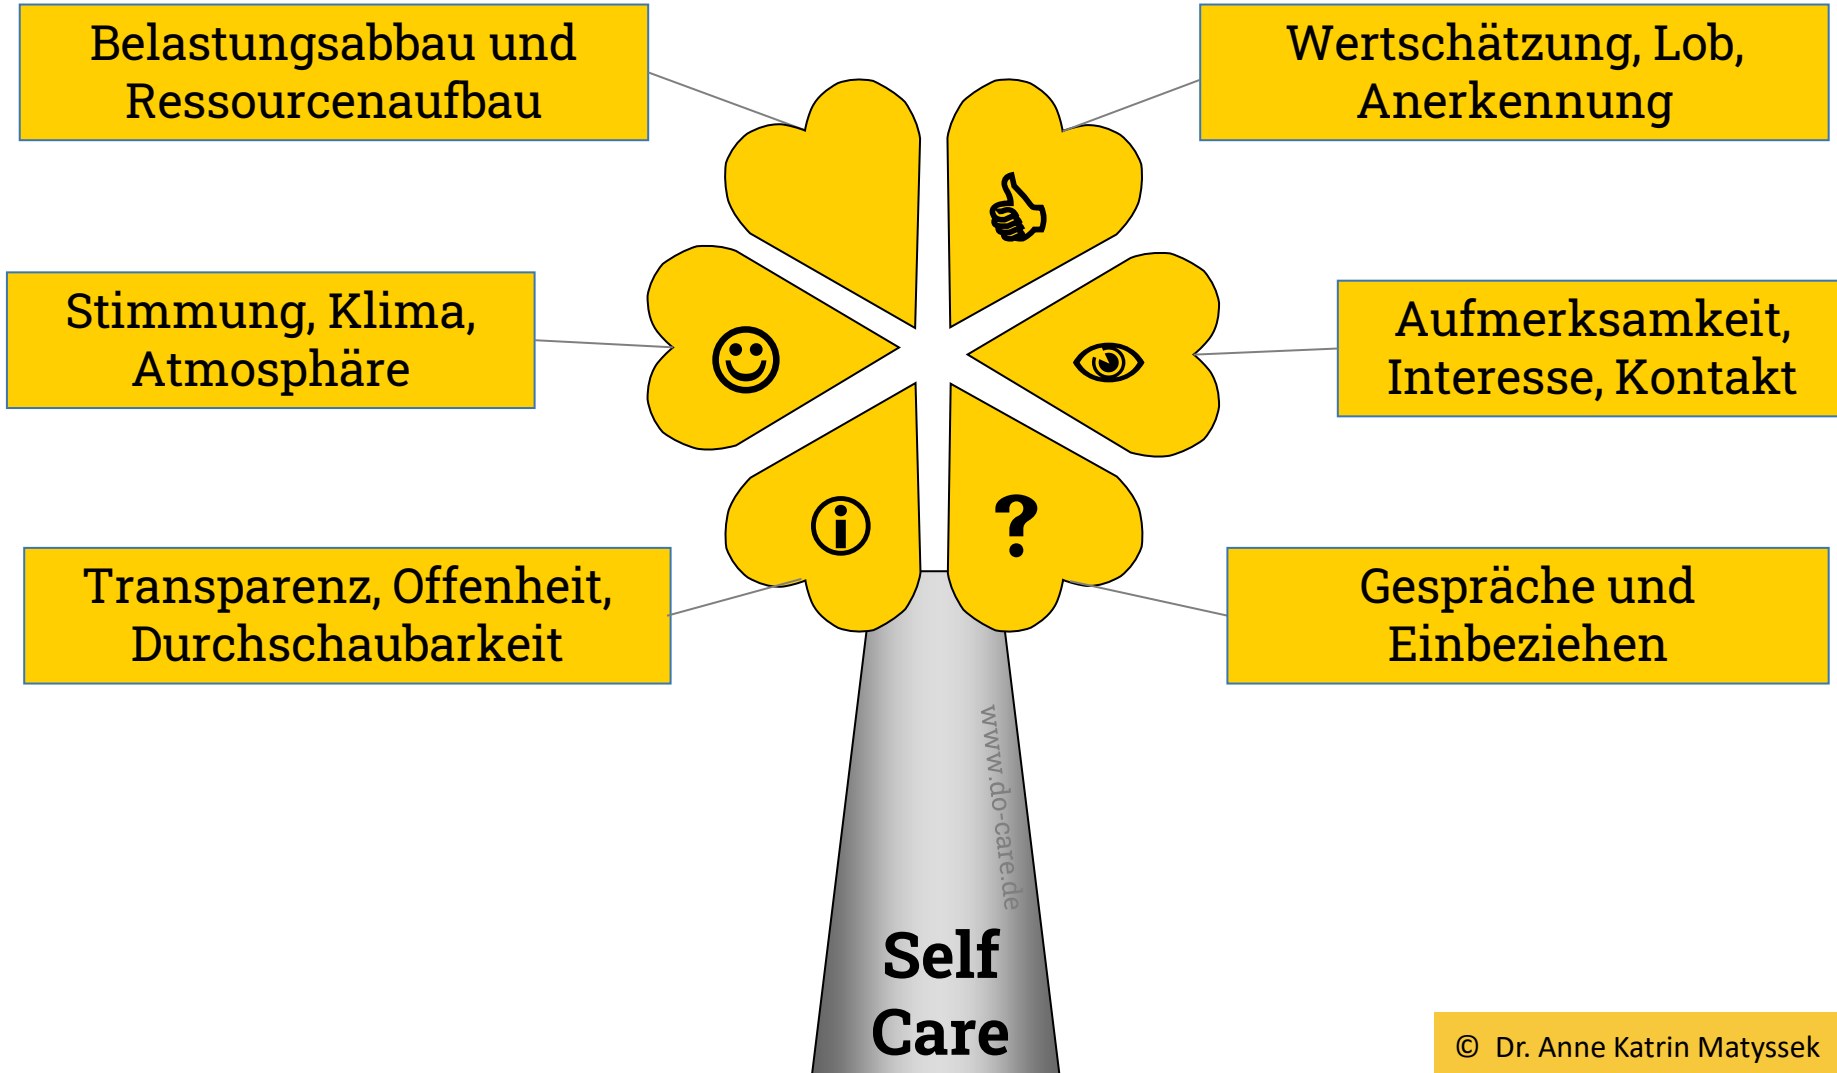 Belastungsabbau und
Ressourcenaufbau
Wertschätzung, Lob,
Anerkennung
Stimmung, Klima,
Atmosphäre
Aufmerksamkeit,
Interesse, Kontakt
Transparenz, Offenheit,
Durchschaubarkeit
?
Gespräche und
Einbeziehen
www.do-care.de
Self
Care
© Dr. Anne Katrin Matyssek